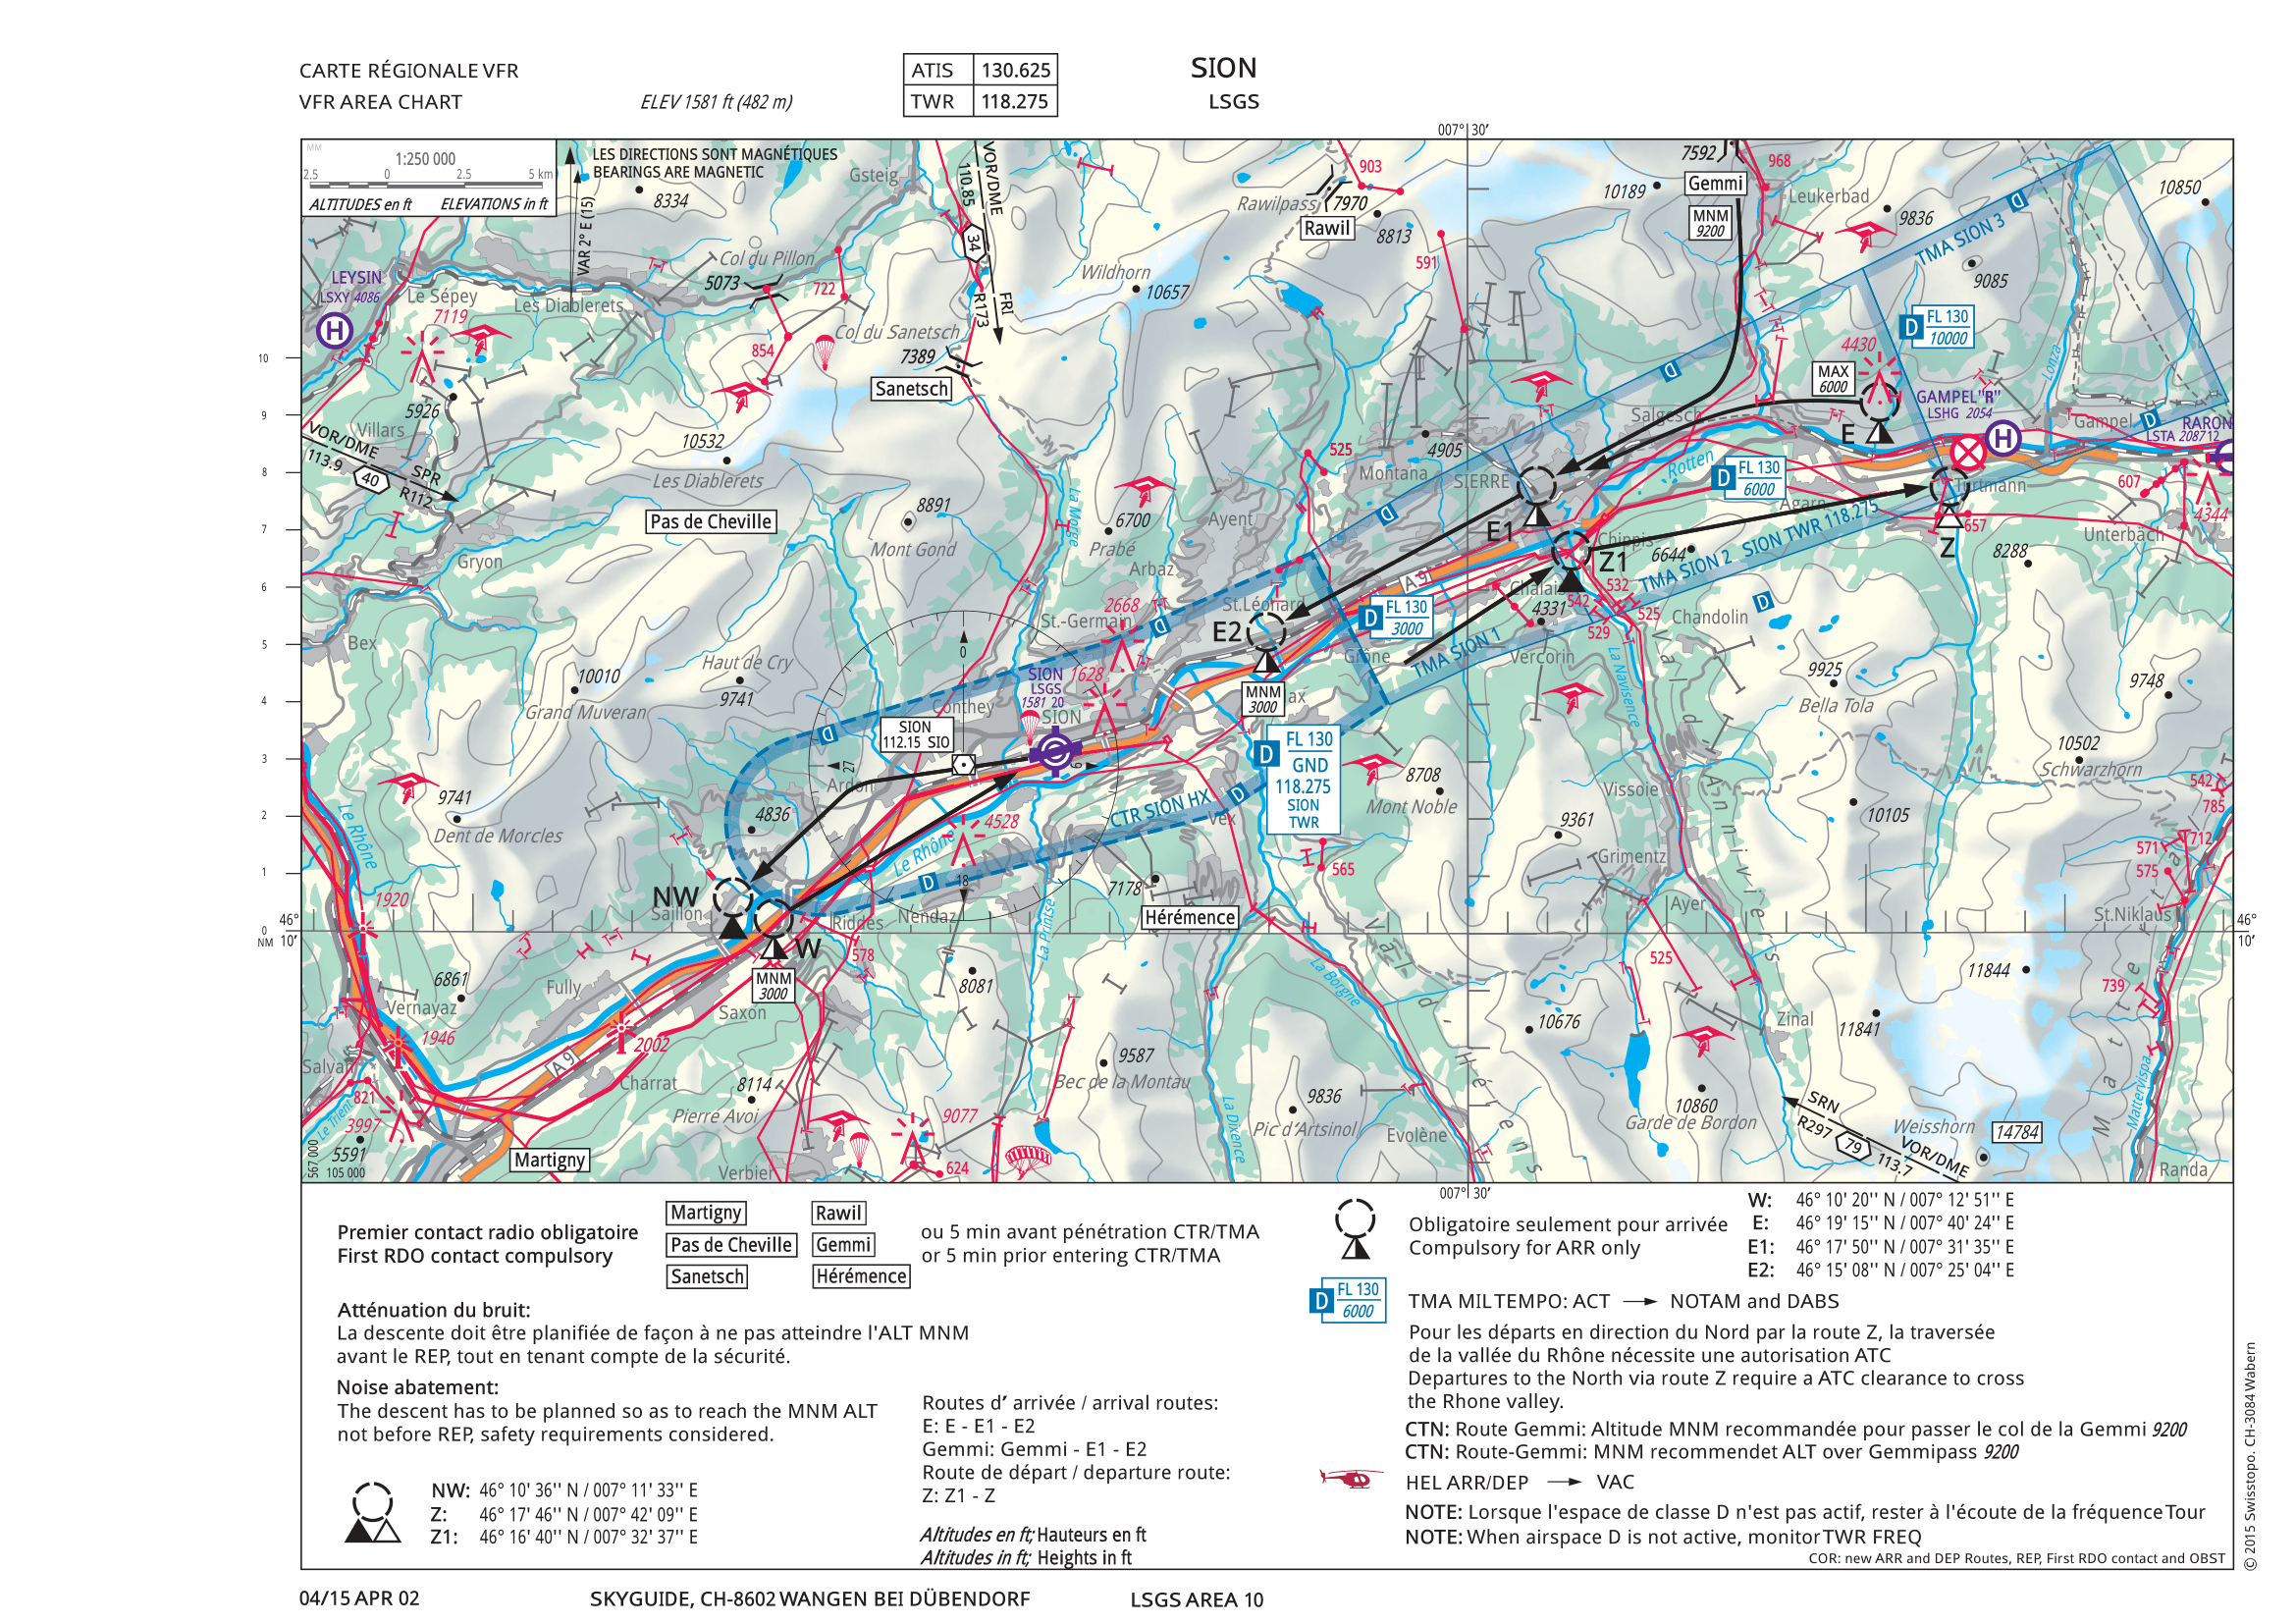 CARTE RÉGIONALE VFR
VFR AREA CHART
ELEV 1581 ft (482 m)
ATIS 130.625
TWR 118.275
SION
LSGS
007° 30′
MM
1:250 000
2.5 0 2.5 5 km
ALTITUDES en ft ELEVATIONS in ft
LES DIRECTIONS SONT MAGNÉTIQUES
BEARINGS ARE MAGNETIC
VAR 2° E (15)
8334
Gsteig
VOR/DME
110.85
34
FRI
R173
903
Rawilpass
7970
Rawil
8813
10189
7592
Gemmi
MNM
9200
968
Leukerbad
9836
D
TMA SION 3
10850
9085
LEYSIN
LSXY 4086
H
Le Sépey
7119
Les Diablerets
Col du Pillon
5073
722
854
Col du Sanetsch
7389
Sanetsch
Wildhorn
10657
591
D
FL 130
10000
4430
MAX
6000
GAMPEL"R"
LSHG 2054
Lonza
Gampel
D
RARON
LSTA 208712
H
E
10
9
8
7
6
5
4
3
2
1
0
NM
46°
10′
5926
Villars
VOR/DME
113.9
40
SPR
R112
10532
Les Diablerets
Pas de Cheville
8891
Mont Gond
La Morge
6700
Prabé
Arbaz
Ayent
525
Montana
4905
SIERRE
Salgesch
Rotten
D
FL 130
6000
Agarn
Turtmann
657
Z
607
4344
Unterbäch
8288
Gryon
Bex
10010
Grand Muveran
Haut de Cry
9741
St.-Germain
2668
D
St.Léonard
E2
MNM
3000
E1
Z1
Chippis
6644
TMA SION 2 SION TWR 118.275
A 9
D
FL 130
3000
Chalais
4331
542
532
525
529
Grône
TMA SION 1
Vercorin
La Navisence
Chandolin
D
9925
Bella Tola
9748
10502
Schwarzhorn
SION
LSGS
1581 20
1628
SION
Conthey
0
27
9
18
SION
112.15 SIO
D
Ardon
4836
4528
Le Rhône
CTR SION HX
D
Vex
D
FL 130
GND
118.275
SION
TWR
8708
Mont Noble
Vissoie
Val d'Anniviers
9361
10105
Grimentz
Ayer
542
785
712
571
575
St.Niklaus
46°
10′
Le Rhône
9741
Dent de Morcles
1920
NW
Saillon
W
MNM
3000
D
Riddes
Nendaz
La Printse
578
7178
Hérémence
565
Val d'Hérens
La Borgne
525
11844
739
Mattervispa
6861
Fully
Vernayaz
1946
2002
Saxon
8081
9587
Bec de la Montau
10676
Zinal
11841
Salvan
821
Le Trient
3997
5591
567 000
105 000
A 9
Charrat
8114
Pierre Avoi
Martigny
Verbier
9077
624
La Dixence
9836
Pic d'Artsinol
Evolène
10860
Garde de Bordon
SRN
R297
79
113.7
VOR/DME
Weisshorn
14784
Randa
007° 30′
Premier contact radio obligatoire
First RDO contact compulsory
Martigny Rawil
Pas de Cheville Gemmi
Sanetsch Hérémence
ou 5 min avant pénétration CTR/TMA
or 5 min prior entering CTR/TMA
Atténuation du bruit:
La descente doit être planifiée de façon à ne pas atteindre l'ALT MNM
avant le REP, tout en tenant compte de la sécurité.
Noise abatement:
The descent has to be planned so as to reach the MNM ALT
not before REP, safety requirements considered.
NW: 46° 10' 36'' N / 007° 11' 33'' E
Z: 46° 17' 46'' N / 007° 42' 09'' E
Z1: 46° 16' 40'' N / 007° 32' 37'' E
Routes d′ arrivée / arrival routes:
E: E - E1 - E2
Gemmi: Gemmi - E1 - E2
Route de départ / departure route:
Z: Z1 - Z
Altitudes en ft; Hauteurs en ft
Altitudes in ft; Heights in ft
Obligatoire seulement pour arrivée
Compulsory for ARR only
W: 46° 10' 20'' N / 007° 12' 51'' E
E: 46° 19' 15'' N / 007° 40' 24'' E
E1: 46° 17' 50'' N / 007° 31' 35'' E
E2: 46° 15' 08'' N / 007° 25' 04'' E
D
FL 130
6000
TMA MILTEMPO: ACT NOTAM and DABS
Pour les départs en direction du Nord par la route Z, la traversée
de la vallée du Rhône nécessite une autorisation ATC
Departures to the North via route Z require a ATC clearance to cross
the Rhone valley.
CTN: Route Gemmi: Altitude MNM recommandée pour passer le col de la Gemmi 9200
CTN: Route-Gemmi: MNM recommendet ALT over Gemmipass 9200
HEL ARR/DEP VAC
NOTE: Lorsque l'espace de classe D n'est pas actif, rester à l'écoute de la fréquence Tour
NOTE: When airspace D is not active, monitor TWR FREQ
COR: new ARR and DEP Routes, REP, First RDO contact and OBST
© 2015 Swisstopo. CH-3084 Wabern
04/15 APR 02
SKYGUIDE, CH-8602 WANGEN BEI DÜBENDORF
LSGS AREA 10